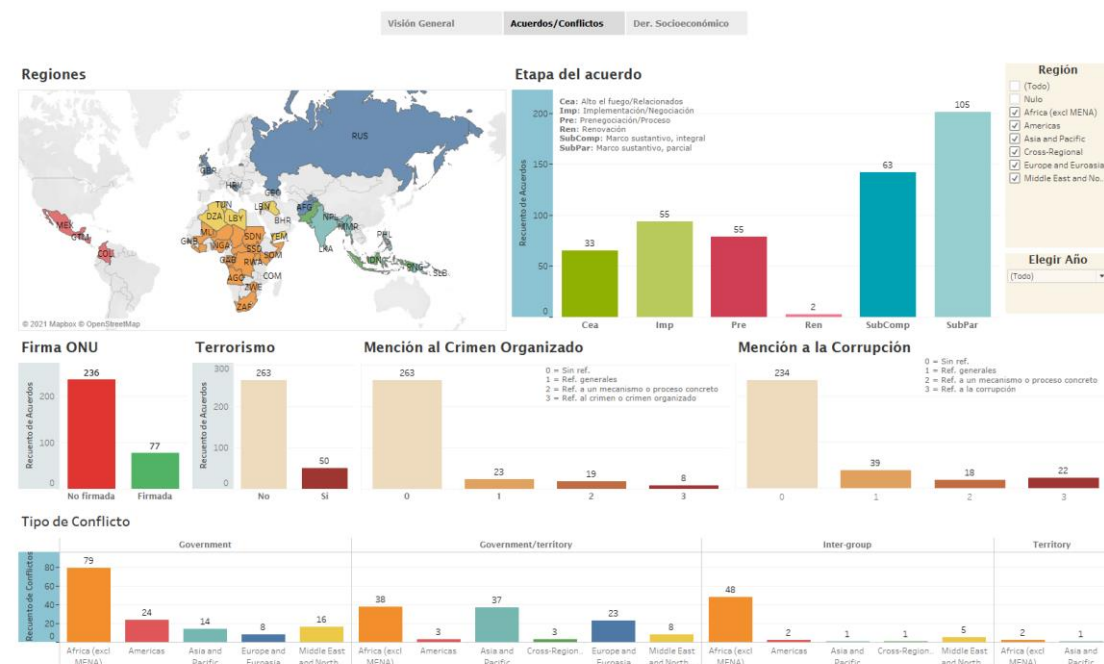 Visión General Acuerdos/Conflictos Der. Socioeconómico
Regiones
RUS
GBR
HRV
GEO
TUN
LBN
AFG
DZA
LBY
BHR
NPL
MMR
MEX
GTM
MLI
SDN
YEM
PHL
GNB
NGA
SSD
SOM
LKA
COL
GAB
RWA
IDN
PNG
SLB
AGO
COM
ZWE
ZAF
© 2021 Mapbox © OpenStreetMap
Etapa del acuerdo
Cea: Alto el fuego/Relacionados
Imp: Implementación/Negociación
Pre: Prenegociación/Proceso
Ren: Renovación
SubComp: Marco sustantivo, integral
SubPar: Marco sustantivo, parcial
Recuento de Acuerdos
200
150
100
50
0
33 55 55 2 63 105
Cea Imp Pre Ren SubComp SubPar
Región
(Todo)
Nulo
Africa (excl MENA)
Americas
Asia and Pacific
Cross-Regional
Europe and Euroasia
Middle East and No..
Elegir Año
(Todo)
Firma ONU
Recuento de Acuerdos
200
100
0
236 77
No firmada Firmada
Terrorismo
Recuento de Acuerdos
300
200
100
0
263 50
No Sí
Mención al Crimen Organizado
0 = Sin ref.
1 = Ref. generales
2 = Ref. a un mecanismo o proceso concreto
3 = Ref. al crimen o crimen organizado
263 23 19 8
0 1 2 3
Mención a la Corrupción
0 = Sin ref.
1 = Ref. generales
2 = Ref. a un mecanismo o proceso concreto
3 = Ref. a la corrupción
234 39 18 22
0 1 2 3
Tipo de Conflicto
Government Government/territory Inter-group Territory
Recuento de Conflictos
80
60
40
20
0
79 24 14 8 16 38 3 37 3 23 8 48 2 1 1 5 2 1
Africa (excl Americas Asia and Europe and Middle East Africa (excl Americas Asia and Cross-Region.. Europe and Middle East Africa (excl Americas Asia and Cross-Region.. Middle East Africa (excl Asia and
MENA) Pacific Euroasia and North.. MENA) Pacific Euroasia and North.. MENA) Pacific and North.. MENA) Pacific